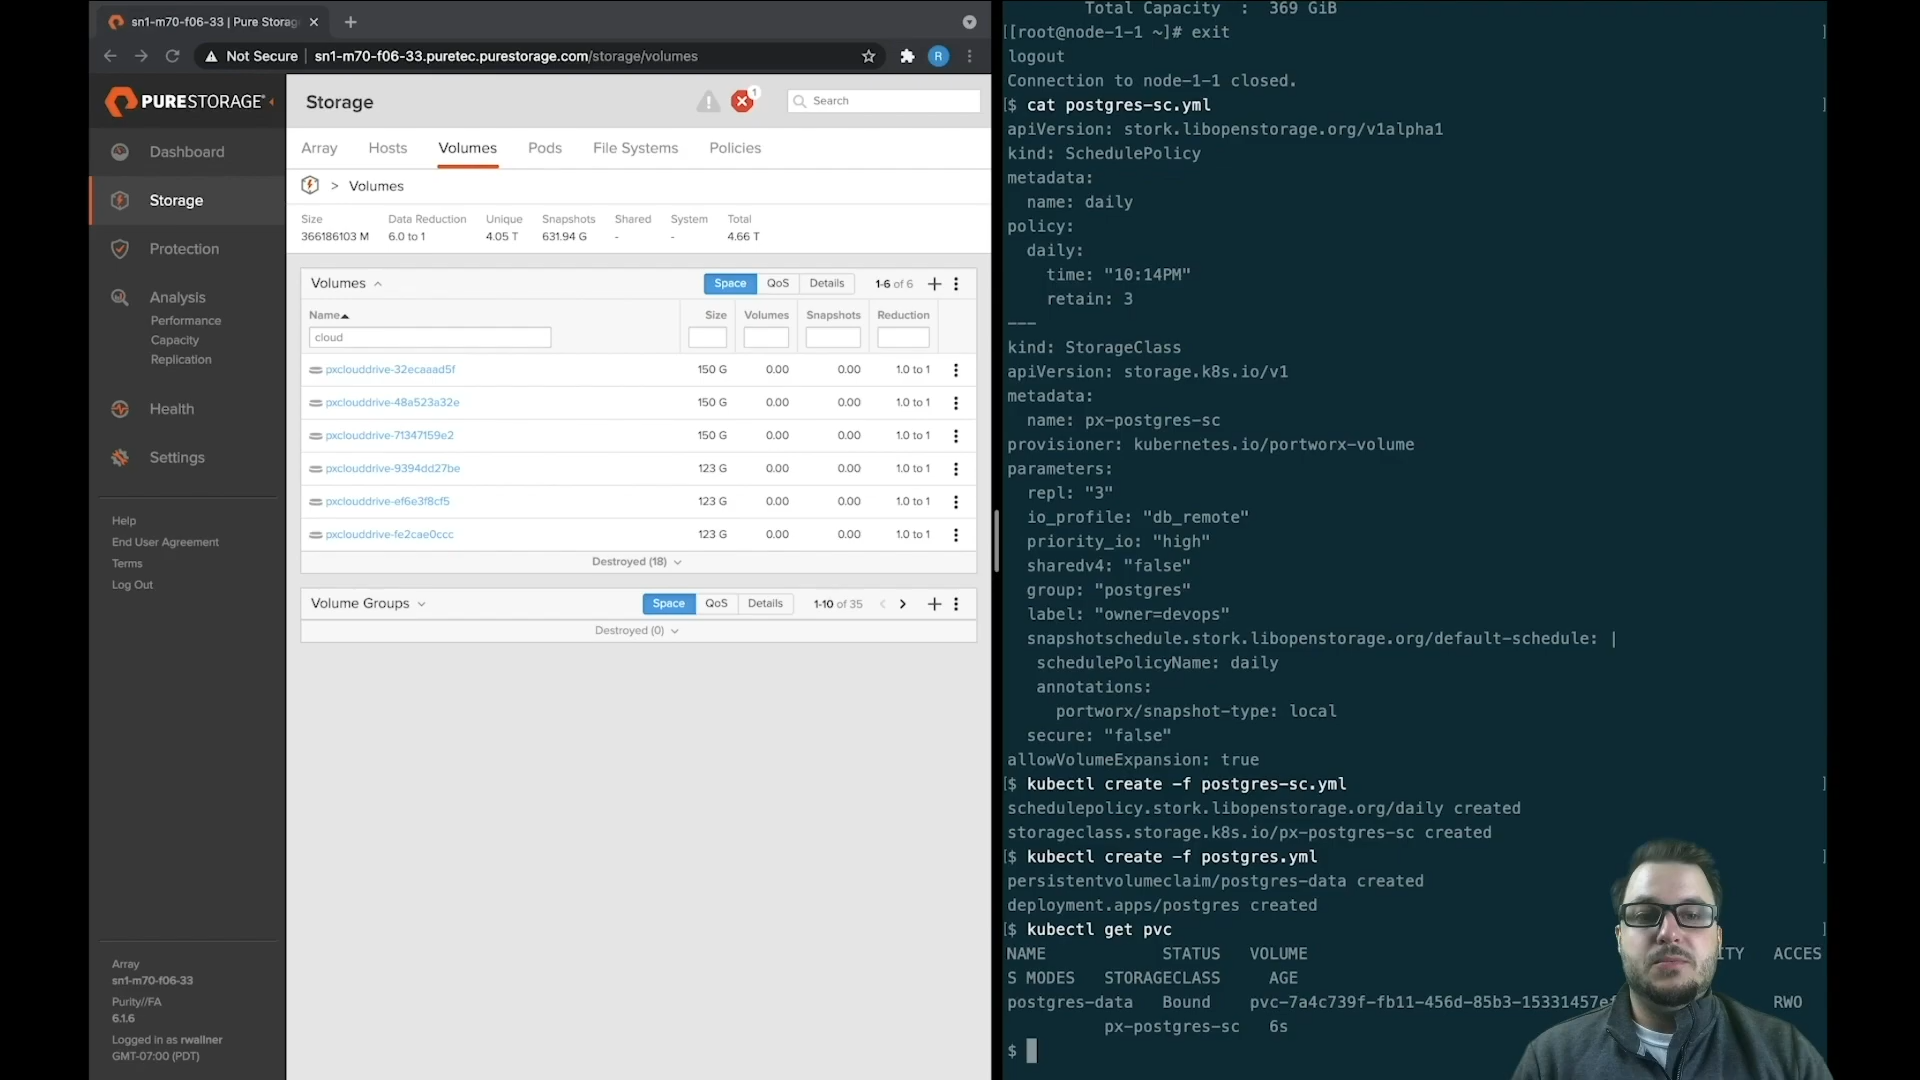 sn1-m70-f06-33 | Pure Storag
Not Secure
sn1-m70-f06-33.puretec.purestorage.com/storage/volumes
R
PURESTORAGE®
Dashboard
Storage
Protection
Analysis
Performance
Capacity
Replication
Health
Settings
Help
End User Agreement
Terms
Log Out
Array
sn1-m70-f06-33
Purity//FA
6.1.6
Logged in as rwallner
GMT-07:00 (PDT)
Storage
1
Search
Array Hosts Volumes Pods File Systems Policies
> Volumes
Size Data Reduction Unique Snapshots Shared System Total
366186103 M 6.0 to 1 4.05 T 631.94 G - - 4.66 T
Volumes Space QoS Details 1-6 of 6
Name Size Volumes Snapshots Reduction
cloud
pxclouddrive-32ecaaad5f 150 G 0.00 0.00 1.0 to 1
pxclouddrive-48a523a32e 150 G 0.00 0.00 1.0 to 1
pxclouddrive-71347159e2 150 G 0.00 0.00 1.0 to 1
pxclouddrive-9394dd27be 123 G 0.00 0.00 1.0 to 1
pxclouddrive-ef6e3f8cf5 123 G 0.00 0.00 1.0 to 1
pxclouddrive-fe2cae0ccc 123 G 0.00 0.00 1.0 to 1
Destroyed (18)
Volume Groups Space QoS Details 1-10 of 35
Destroyed (0)
Total Capacity : 369 GiB
[[root@node-1-1 ~]# exit ]
logout
Connection to node-1-1 closed.
[$ cat postgres-sc.yml ]
apiVersion: stork.libopenstorage.org/v1alpha1
kind: SchedulePolicy
metadata:
name: daily
policy:
daily:
time: "10:14PM"
retain: 3
---
kind: StorageClass
apiVersion: storage.k8s.io/v1
metadata:
name: px-postgres-sc
provisioner: kubernetes.io/portworx-volume
parameters:
repl: "3"
io_profile: "db_remote"
priority_io: "high"
sharedv4: "false"
group: "postgres"
label: "owner=devops"
snapshotschedule.stork.libopenstorage.org/default-schedule: |
schedulePolicyName: daily
annotations:
portworx/snapshot-type: local
secure: "false"
allowVolumeExpansion: true
[$ kubectl create -f postgres-sc.yml ]
schedulepolicy.stork.libopenstorage.org/daily created
storageclass.storage.k8s.io/px-postgres-sc created
[$ kubectl create -f postgres.yml ]
persistentvolumeclaim/postgres-data created
deployment.apps/postgres created
[$ kubectl get pvc ]
NAME STATUS VOLUME ITY ACCES
S MODES STORAGECLASS AGE
postgres-data Bound pvc-7a4c739f-fb11-456d-85b3-15331457e RWO
px-postgres-sc 6s
$